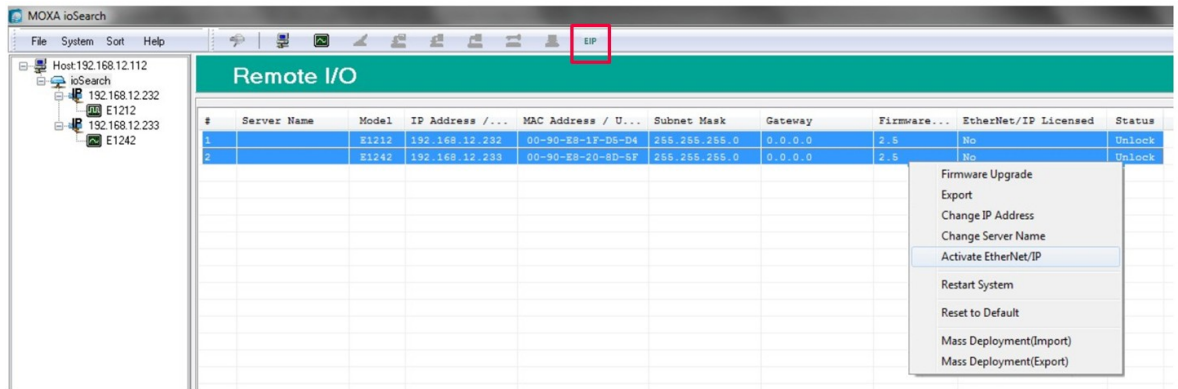 MOXA ioSearch
File System Sort Help
EIP
Host:192.168.12.112
ioSearch
192.168.12.232
E1212
192.168.12.233
E1242
Remote I/O
# Server Name Model IP Address /... MAC Address / U... Subnet Mask Gateway Firmware... EtherNet/IP Licensed Status
1 E1212 192.168.12.232 00-90-E8-1F-D5-D4 255.255.255.0 0.0.0.0 2.5 No Unlock
2 E1242 192.168.12.233 00-90-E8-20-8D-5F 255.255.255.0 0.0.0.0 2.5 No Unlock
Firmware Upgrade
Export
Change IP Address
Change Server Name
Activate EtherNet/IP
Restart System
Reset to Default
Mass Deployment(Import)
Mass Deployment(Export)